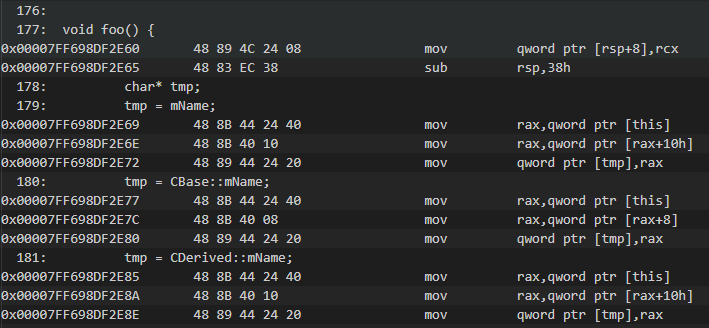 176:
177: void foo() {
0x00007FF698DF2E60 48 89 4C 24 08 mov qword ptr [rsp+8],rcx
0x00007FF698DF2E65 48 83 EC 38 sub rsp,38h
178: char* tmp;
179: tmp = mName;
0x00007FF698DF2E69 48 8B 44 24 40 mov rax,qword ptr [this]
0x00007FF698DF2E6E 48 8B 40 10 mov rax,qword ptr [rax+10h]
0x00007FF698DF2E72 48 89 44 24 20 mov qword ptr [tmp],rax
180: tmp = CBase::mName;
0x00007FF698DF2E77 48 8B 44 24 40 mov rax,qword ptr [this]
0x00007FF698DF2E7C 48 8B 40 08 mov rax,qword ptr [rax+8]
0x00007FF698DF2E80 48 89 44 24 20 mov qword ptr [tmp],rax
181: tmp = CDerived::mName;
0x00007FF698DF2E85 48 8B 44 24 40 mov rax,qword ptr [this]
0x00007FF698DF2E8A 48 8B 40 10 mov rax,qword ptr [rax+10h]
0x00007FF698DF2E8E 48 89 44 24 20 mov qword ptr [tmp],rax